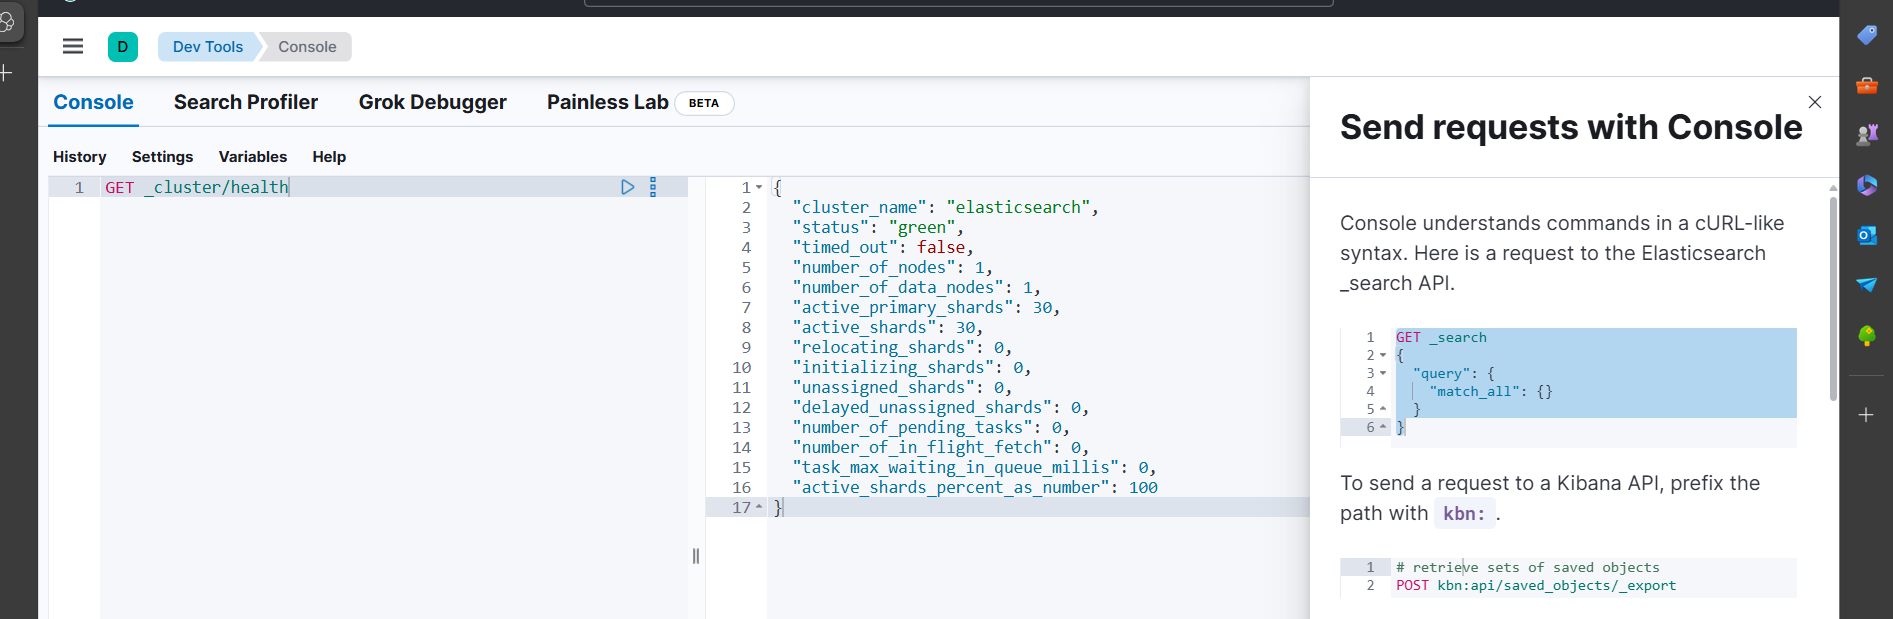 D
Dev Tools
Console
Console
Search Profiler
Grok Debugger
Painless Lab
BETA
History
Settings
Variables
Help
1
GET _cluster/health
1 {
2 "cluster_name": "elasticsearch",
3 "status": "green",
4 "timed_out": false,
5 "number_of_nodes": 1,
6 "number_of_data_nodes": 1,
7 "active_primary_shards": 30,
8 "active_shards": 30,
9 "relocating_shards": 0,
10 "initializing_shards": 0,
11 "unassigned_shards": 0,
12 "delayed_unassigned_shards": 0,
13 "number_of_pending_tasks": 0,
14 "number_of_in_flight_fetch": 0,
15 "task_max_waiting_in_queue_millis": 0,
16 "active_shards_percent_as_number": 100
17 }
Send requests with Console
Console understands commands in a cURL-like
syntax. Here is a request to the Elasticsearch
_search API.
1 GET _search
2 {
3 "query": {
4 "match_all": {}
5 }
6 }
To send a request to a Kibana API, prefix the
path with kbn: .
1 # retrieve sets of saved objects
2 POST kbn:api/saved_objects/_export